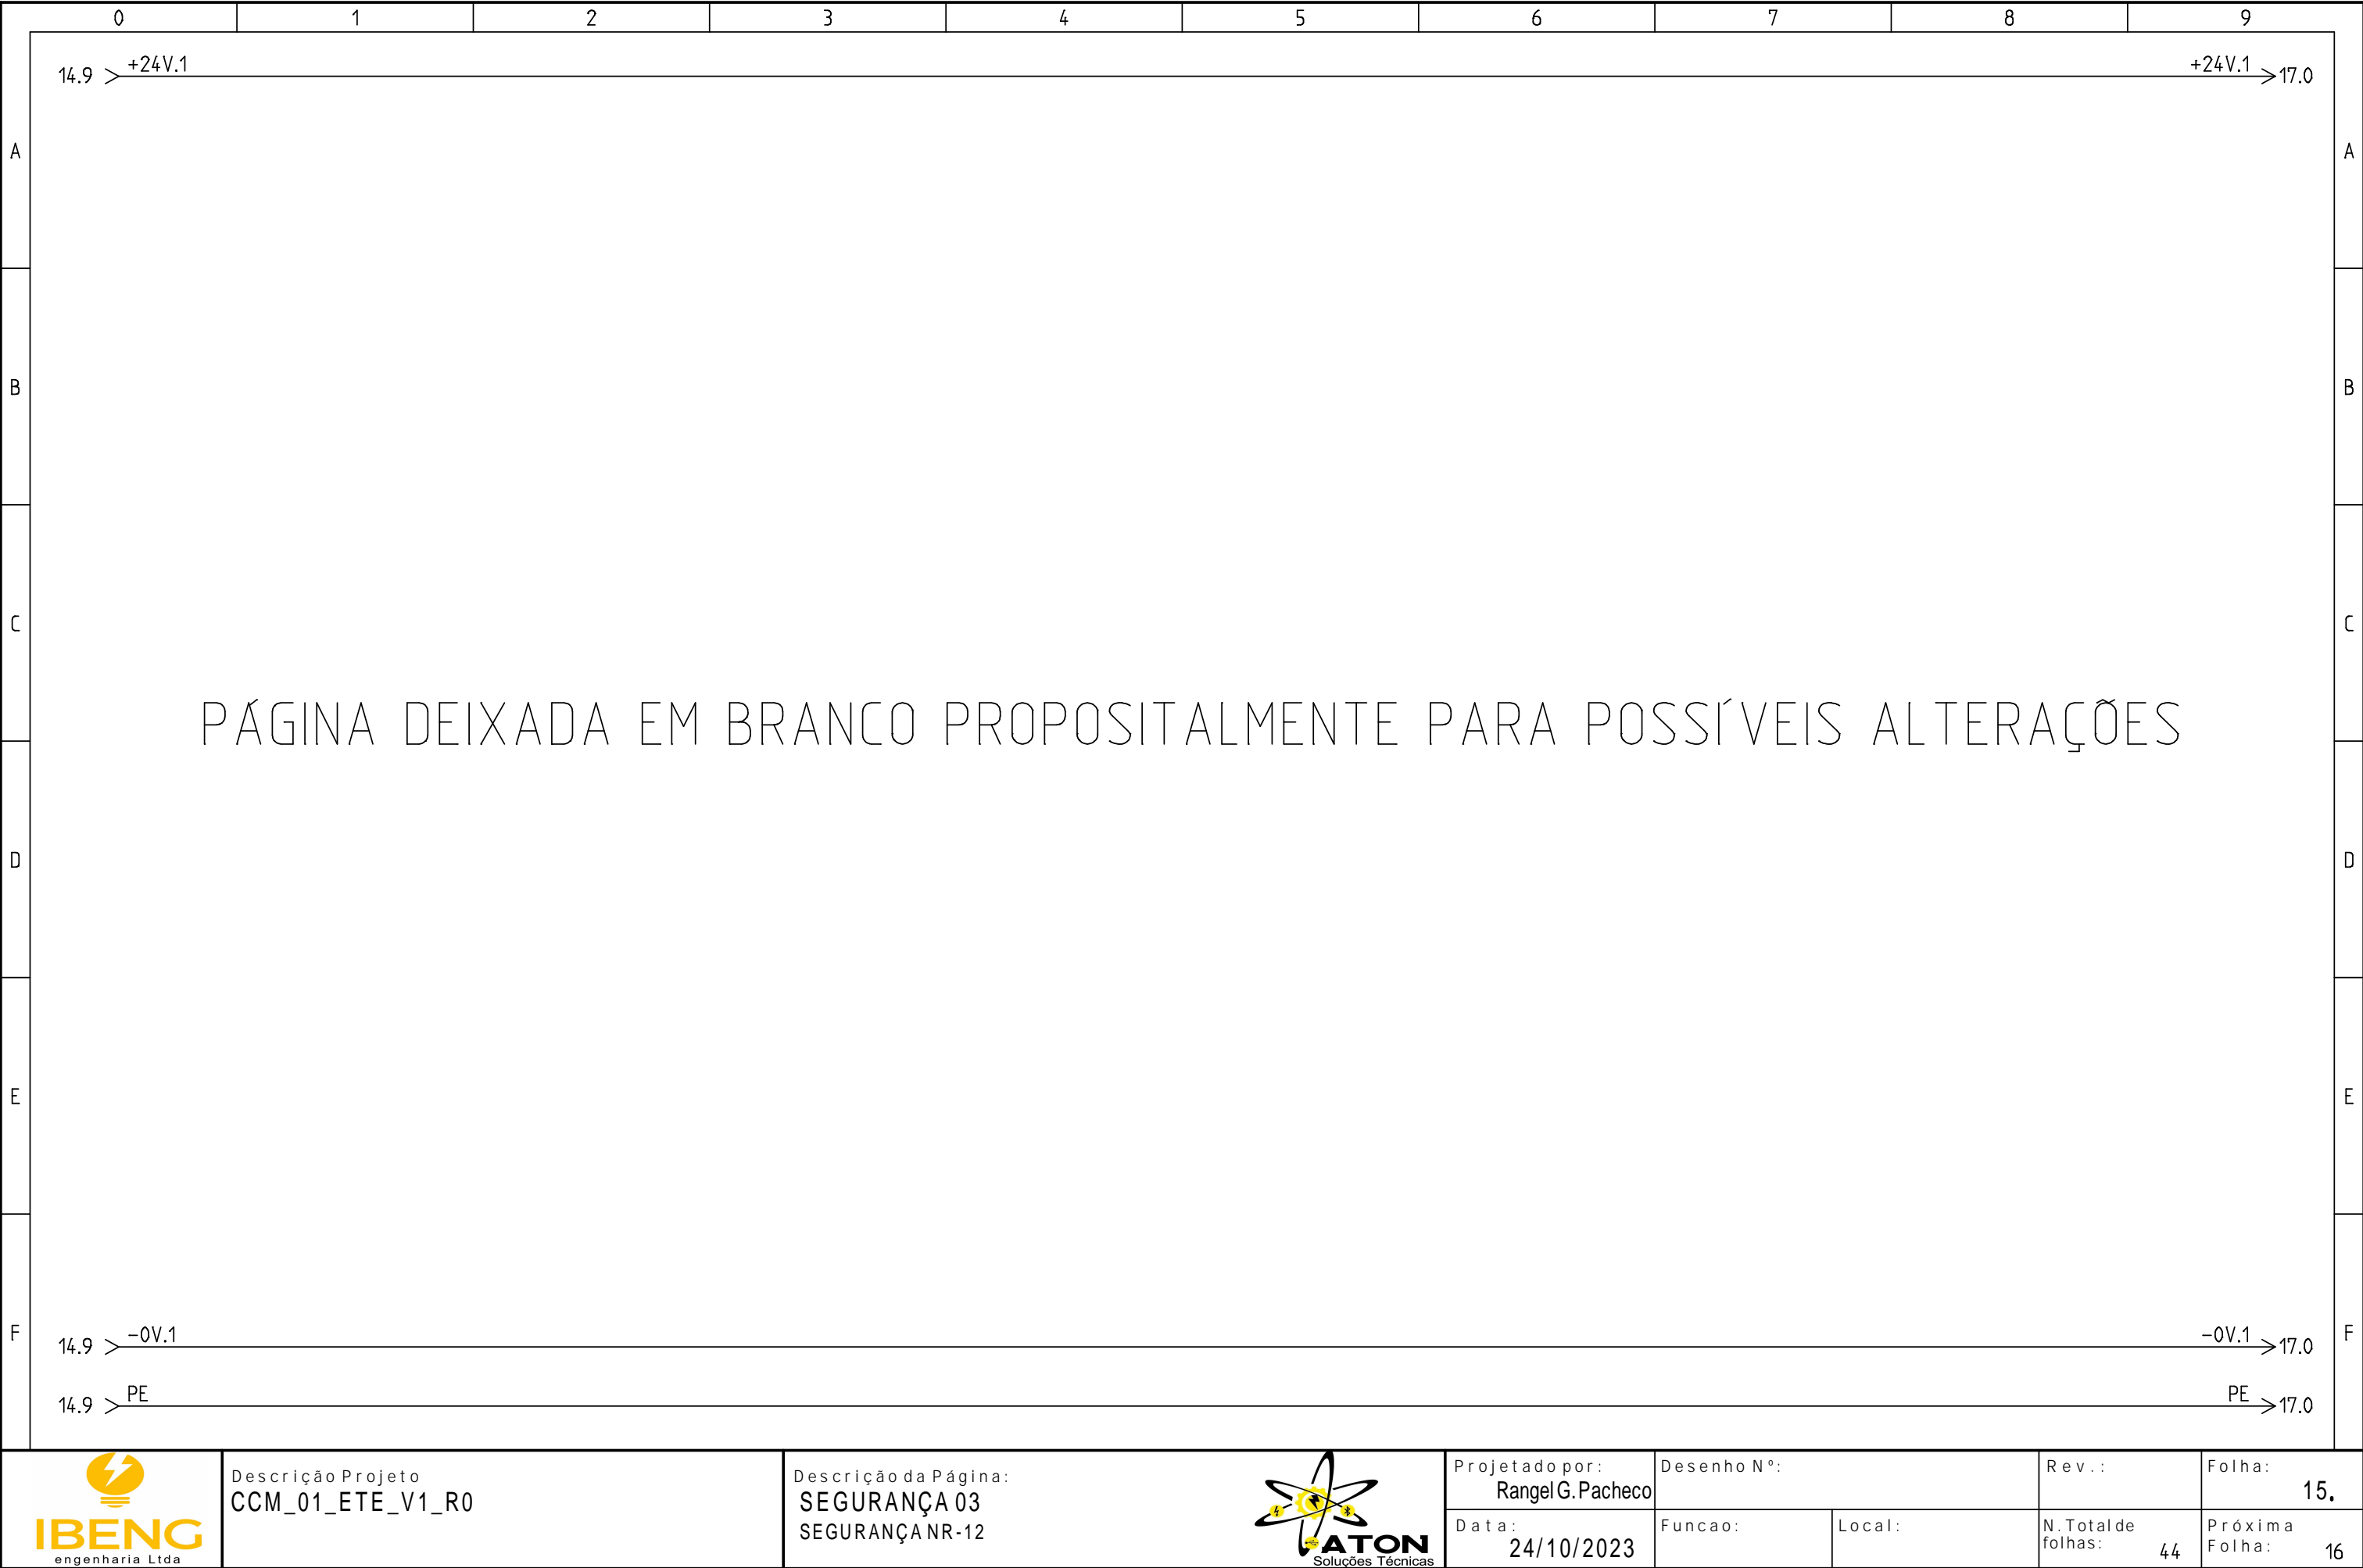 0 1 2 3 4 5 6 7 8 9
14.9 +24V.1 +24V.1 17.0
A A
B B
C C
PÁGINA DEIXADA EM BRANCO PROPOSITALMENTE PARA POSSÍVEIS ALTERAÇÕES
D D
E E
F F
14.9 -0V.1 -0V.1 17.0
14.9 PE PE 17.0
IBENG
engenharia Ltda
Descrição Projeto
CCM_01_ETE_V1_R0
Descrição da Página:
SEGURANÇA 03
SEGURANÇA NR-12
ATON
Soluções Técnicas
Projetado por:
Rangel G. Pacheco
Data:
24/10/2023
Desenho Nº:
Funcao:
Local:
Rev.:
N. Total de
folhas: 44
Folha:
15.
Próxima
Folha: 16